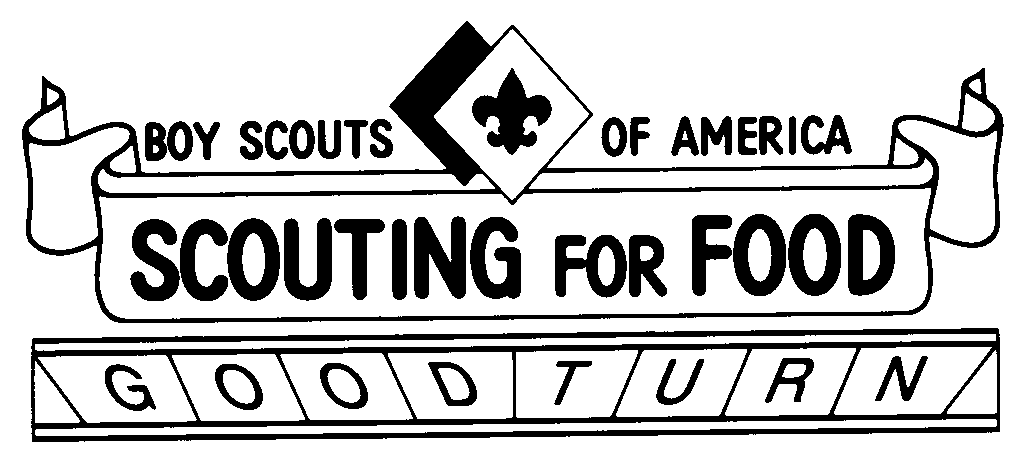 BOY SCOUTS OF AMERICA
SCOUTING FOR FOOD
GOOD TURN